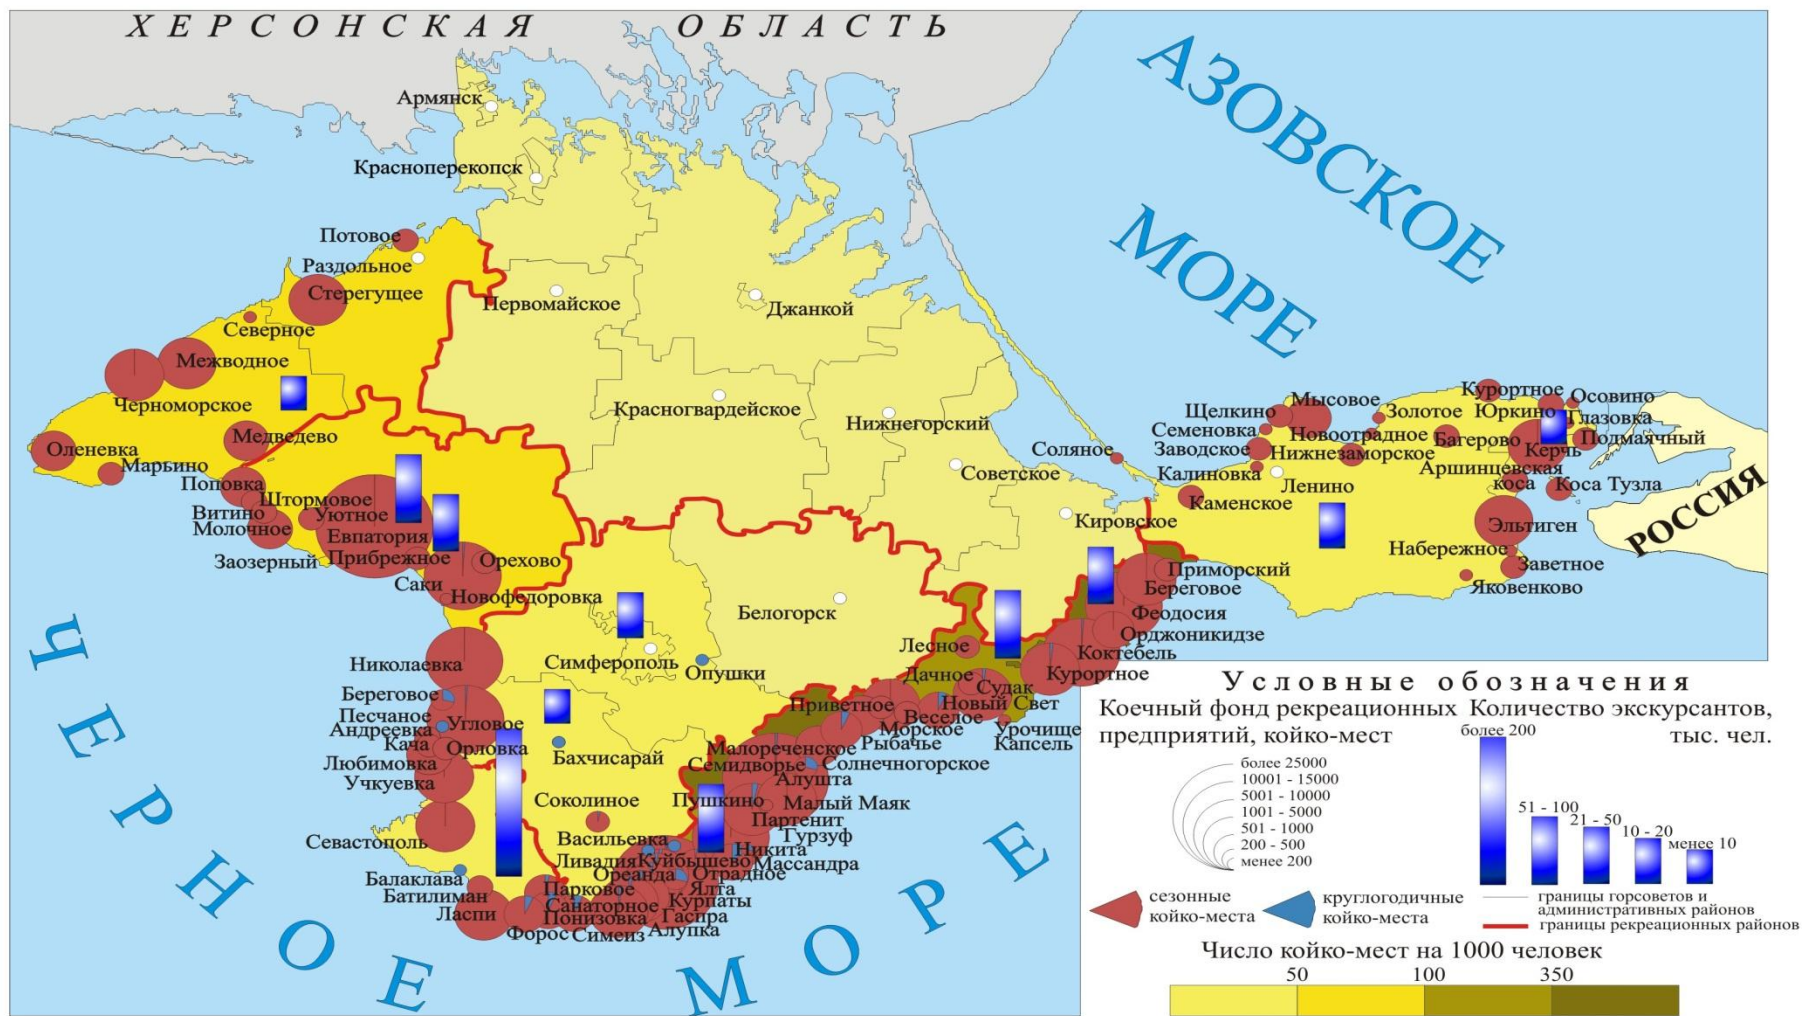 ХЕРСОНСКАЯ ОБЛАСТЬ
АЗОВСКОЕ
МОРЕ
ЧЕРНОЕ МОРЕ
РОССИЯ
Армянск
Красноперекопск
Потовое
Раздольное
Стерегущее
Северное
Межводное
Черноморское
Оленевка
Марьино
Медведево
Первомайское
Джанкой
Красногвардейское
Нижнегорский
Советское
Кировское
Соляное
Поповка
Штормовое
Витино
Уютное
Молочное
Евпатория
Заозерный
Прибрежное
Орехово
Саки
Новофедоровка
Белогорск
Симферополь
Опушки
Николаевка
Береговое
Песчаное
Андреевка
Угловое
Кача
Орловка
Любимовка
Учкуевка
Бахчисарай
Соколиное
Севастополь
Балаклава
Батилиман
Ласпи
Форос
Васильевка
Ливадия
Куйбышево
Ореанда
Отрадное
Парковое
Ялта
Санаторное
Курпаты
Понизовка
Гаспра
Симеиз
Алупка
Никита
Массандра
Гурзуф
Партенит
Малый Маяк
Пушкино
Алушта
Семидворье
Солнечногорское
Малореченское
Рыбачье
Приветное
Морское
Веселое
Новый Свет
Судак
Дачное
Лесное
Урочище
Капсель
Курортное
Коктебель
Орджоникидзе
Феодосия
Береговое
Приморский
Щелкино
Мысовое
Семеновка
Заводское
Новоотрадное
Нижнезаморское
Золотое
Калиновка
Каменское
Ленино
Багерово
Курортное
Осовино
Юркино
Глазовка
Подмаячный
Керчь
Аршинцевская
коса
Коса Тузла
Эльтиген
Набережное
Заветное
Яковенково
Условные обозначения
Коечный фонд рекреационных
предприятий, койко-мест
более 25000
10001 - 15000
5001 - 10000
1001 - 5000
501 - 1000
200 - 500
менее 200
Количество экскурсантов,
тыс. чел.
более 200
51 - 100
21 - 50
10 - 20
менее 10
сезонные
койко-места
круглогодичные
койко-места
границы горсоветов и
административных районов
границы рекреационных районов
Число койко-мест на 1000 человек
50 100 350